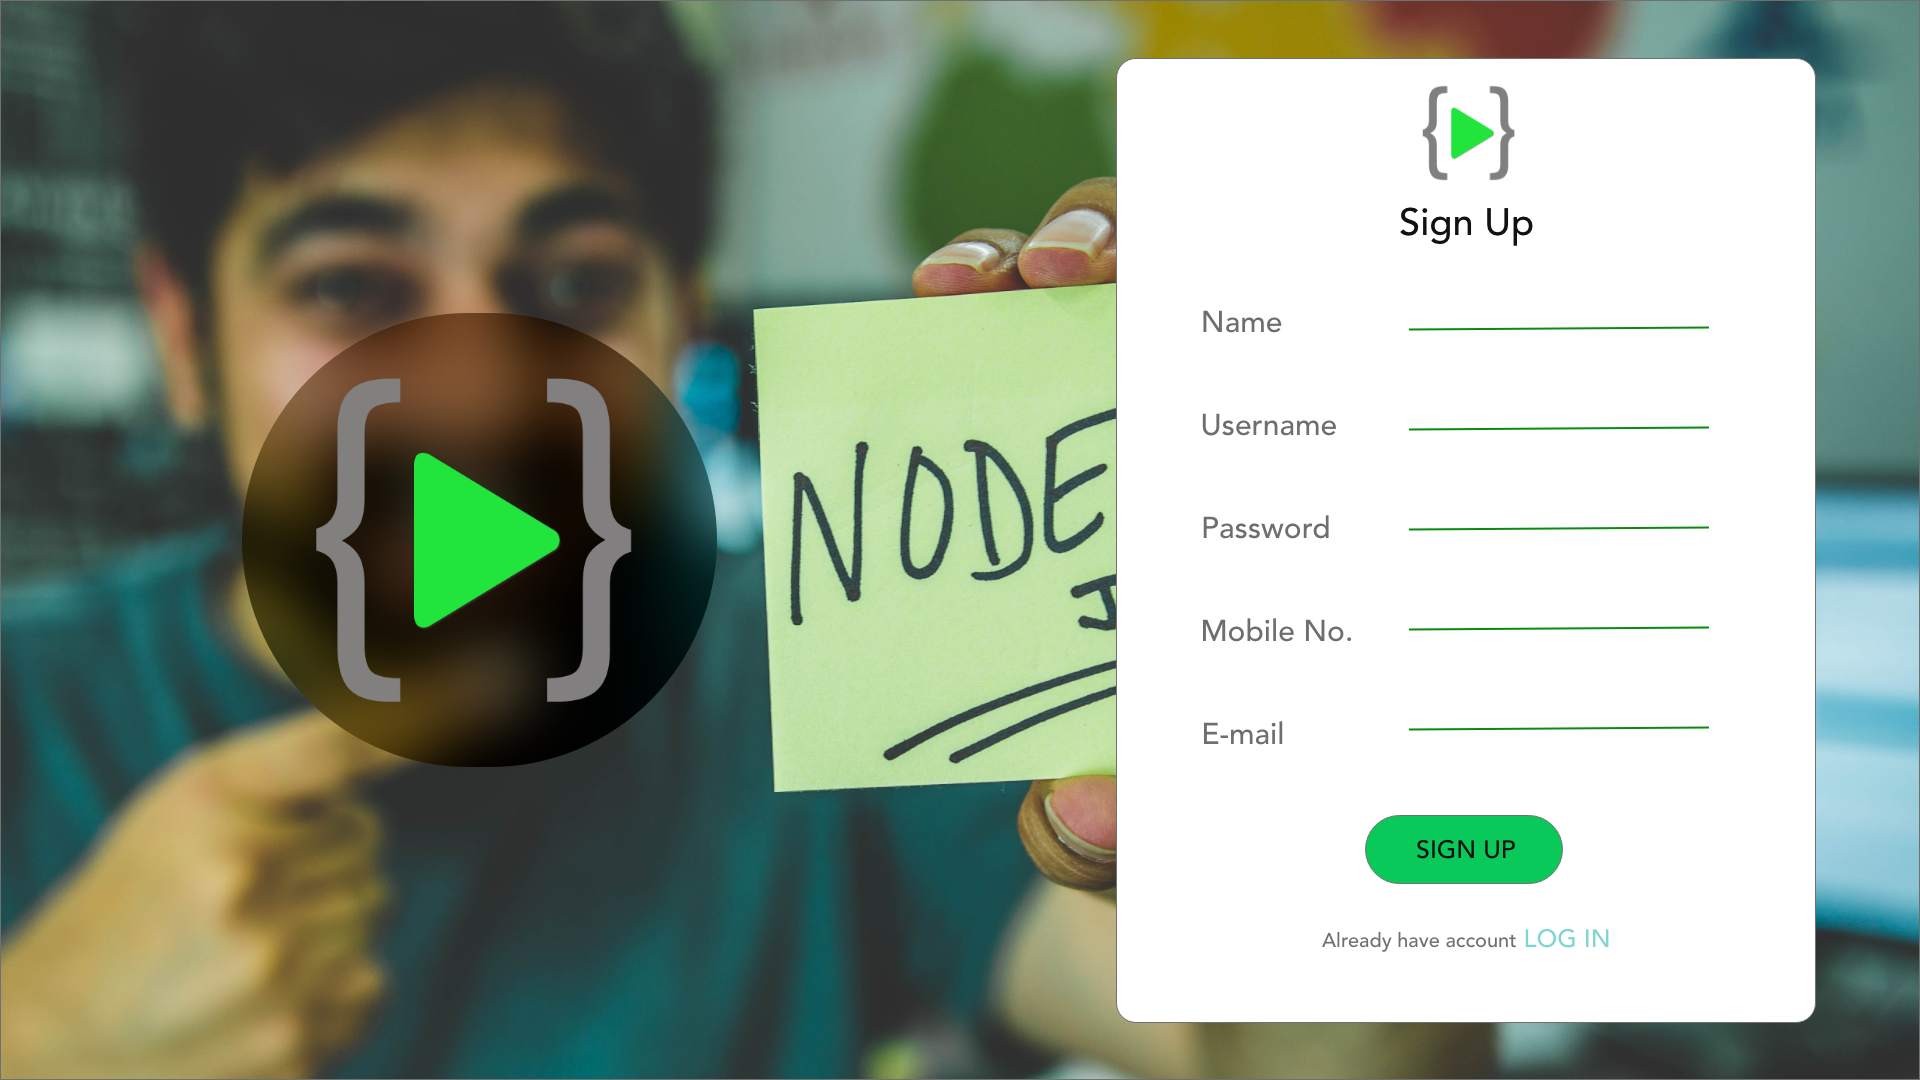 NODE
J
Sign Up
Name
Username
Password
Mobile No.
E-mail
SIGN UP
Already have account LOG IN